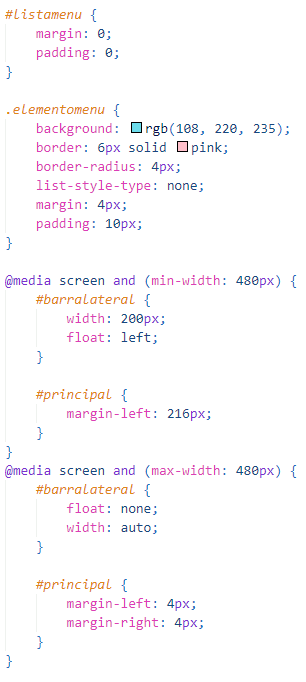 #listamenu {
    margin: 0;
    padding: 0;
}

.elementomenu {
    background: rgb(108, 220, 235);
    border: 6px solid pink;
    border-radius: 4px;
    list-style-type: none;
    margin: 4px;
    padding: 10px;
}

@media screen and (min-width: 480px) {
    #barralateral {
        width: 200px;
        float: left;
    }

    #principal {
        margin-left: 216px;
    }
}
@media screen and (max-width: 480px) {
    #barralateral {
        float: none;
        width: auto;
    }

    #principal {
        margin-left: 4px;
        margin-right: 4px;
    }
}